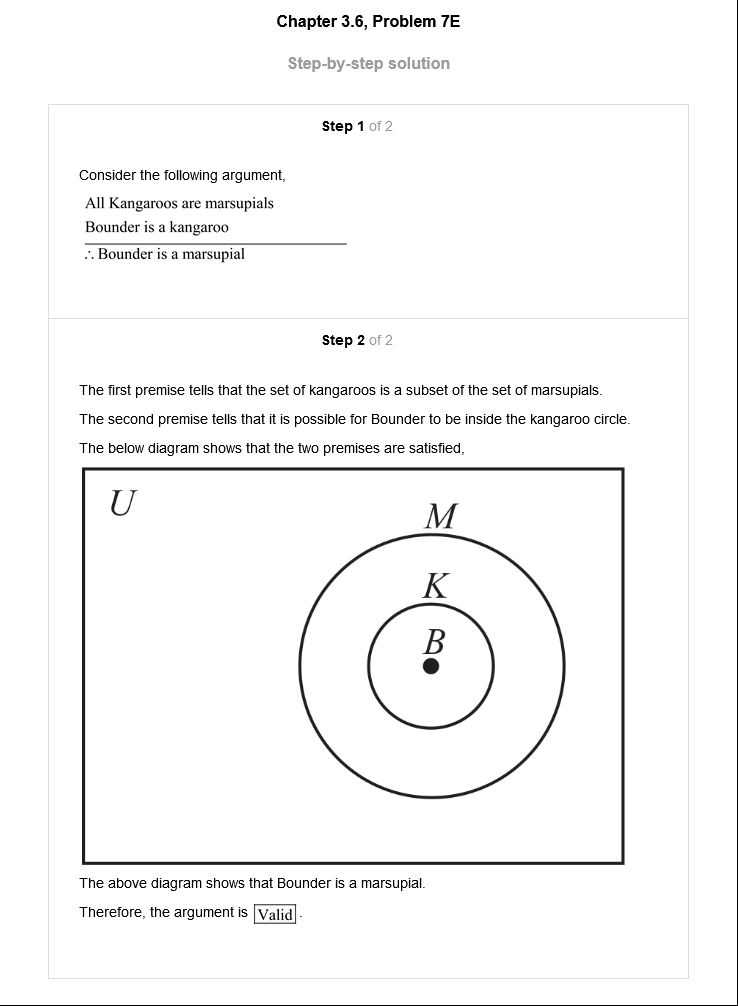 Chapter 3.6, Problem 7E
Step-by-step solution
Step 1 of 2
Consider the following argument,
All Kangaroos are marsupials
Bounder is a kangaroo
∴ Bounder is a marsupial
Step 2 of 2
The first premise tells that the set of kangaroos is a subset of the set of marsupials.
The second premise tells that it is possible for Bounder to be inside the kangaroo circle.
The below diagram shows that the two premises are satisfied,
U
M
K
B
The above diagram shows that Bounder is a marsupial.
Therefore, the argument is Valid.